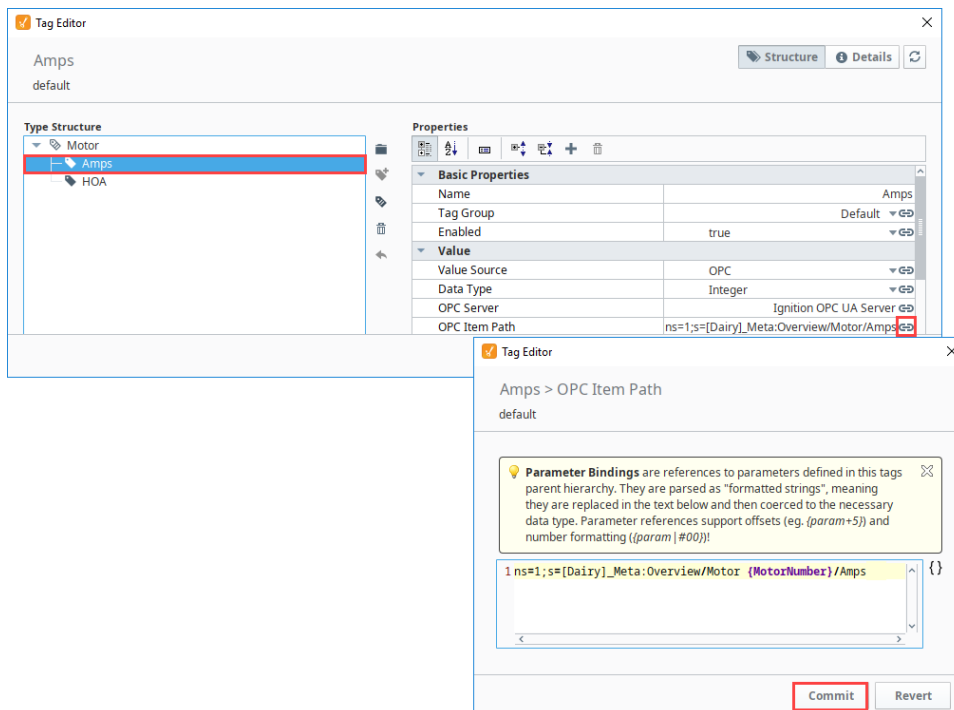 Tag Editor
Amps
default
Structure
Details
Type Structure
Motor
Amps
HOA
Properties
Basic Properties
Name Amps
Tag Group Default
Enabled true
Value
Value Source OPC
Data Type Integer
OPC Server Ignition OPC UA Server
OPC Item Path ns=1;s=[Dairy]_Meta:Overview/Motor/Amps
Tag Editor
Amps > OPC Item Path
default
Parameter Bindings are references to parameters defined in this tags
parent hierarchy. They are parsed as "formatted strings", meaning
they are replaced in the text below and then coerced to the necessary
data type. Parameter references support offsets (eg. {param+5}) and
number formatting ({param|#00})!
1 ns=1;s=[Dairy]_Meta:Overview/Motor {MotorNumber}/Amps
{}
Commit
Revert